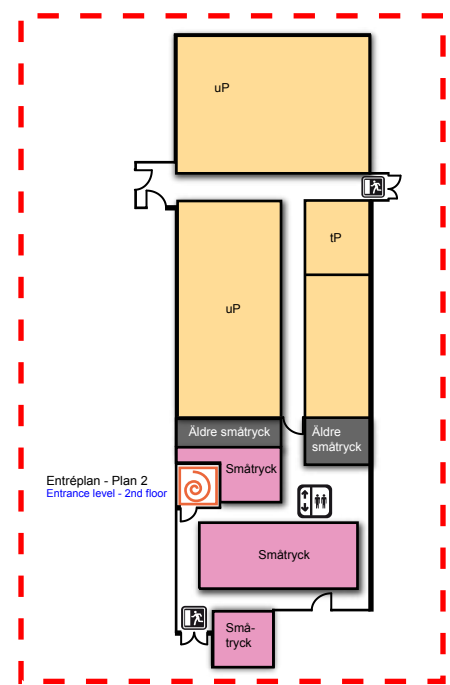 uP
tP
uP
Äldre småtryck
Äldre
småtryck
Småtryck
Entréplan - Plan 2
Entrance level - 2nd floor
Småtryck
Små-
tryck